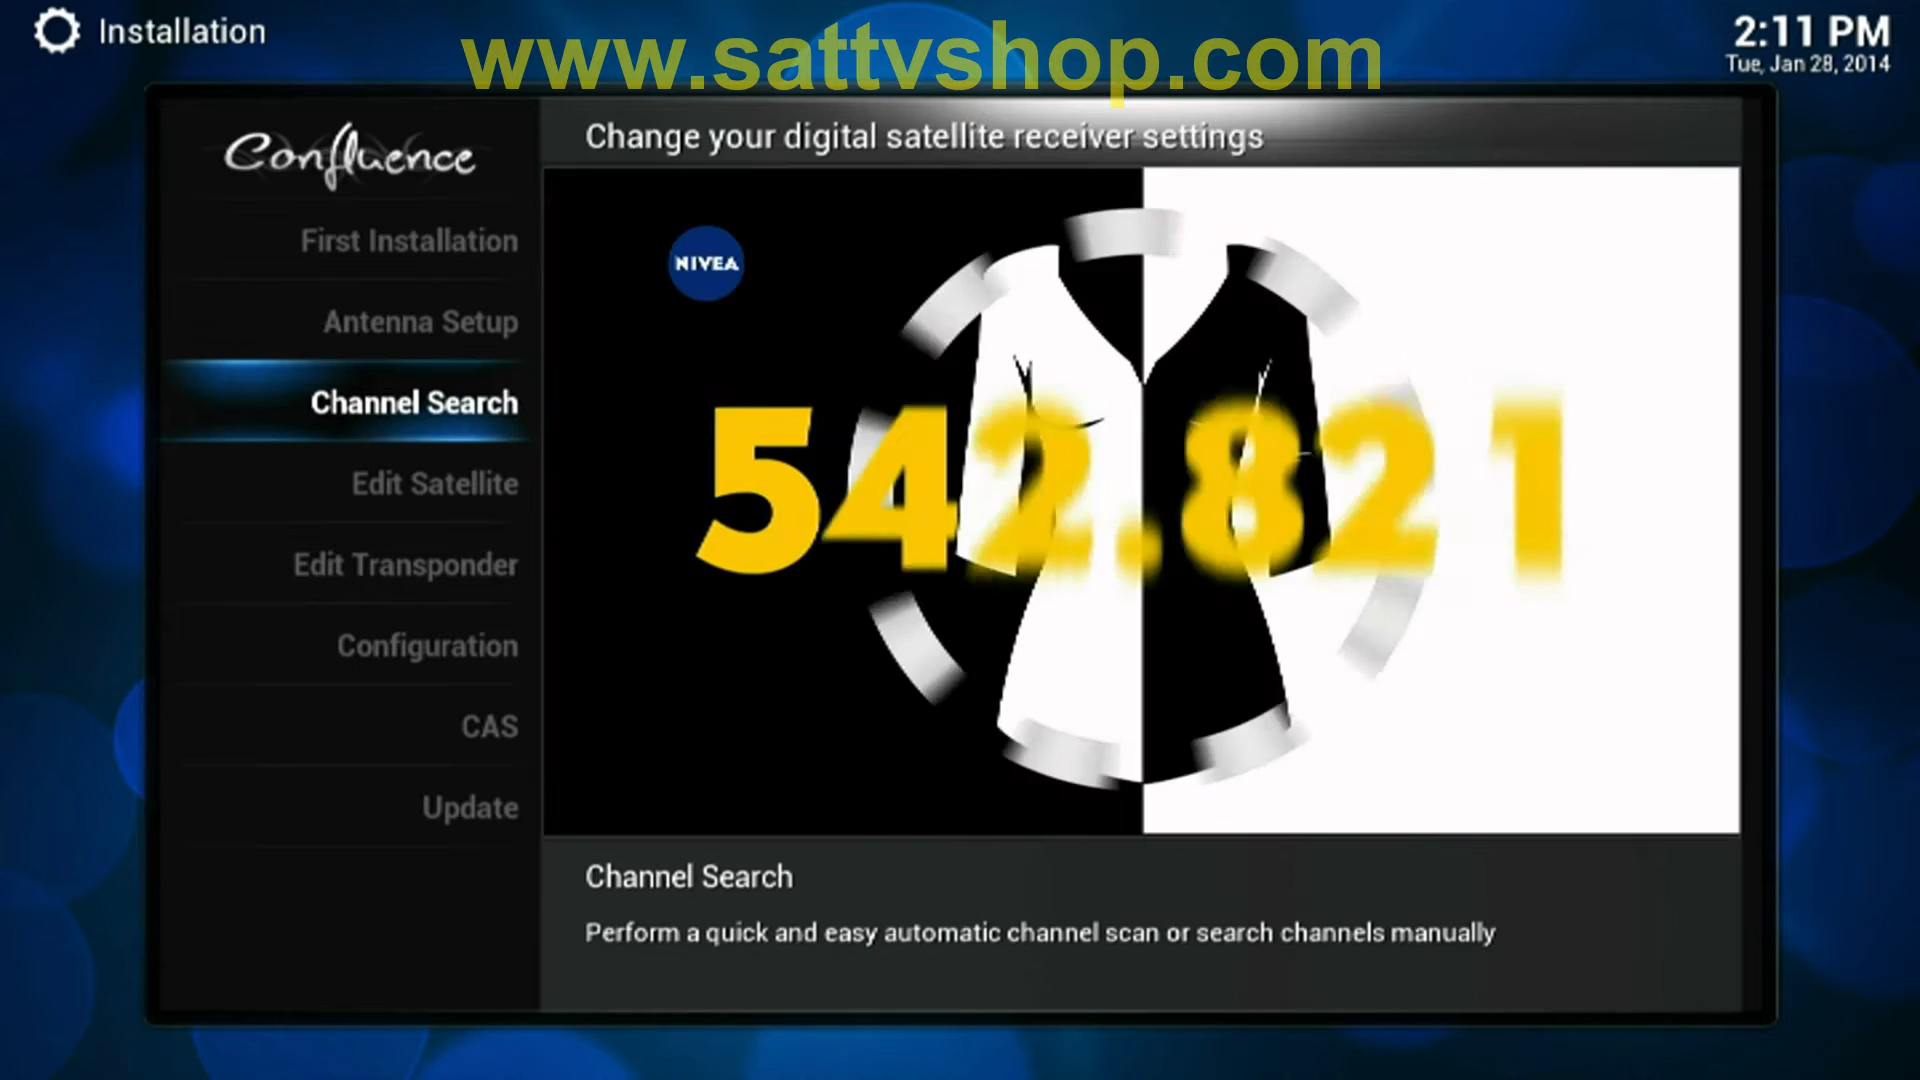 Installation
www.sattvshop.com
2:11 PM
Tue, Jan 28, 2014
Confluence
Change your digital satellite receiver settings
First Installation
Antenna Setup
Channel Search
Edit Satellite
Edit Transponder
Configuration
CAS
Update
NIVEA
542.821
Channel Search
Perform a quick and easy automatic channel scan or search channels manually